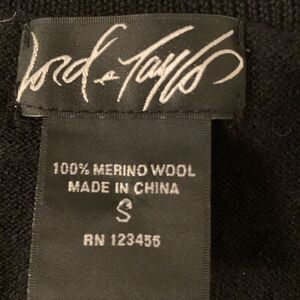 Lord & Taylor
100% MERINO WOOL
MADE IN CHINA
S
RN 123456